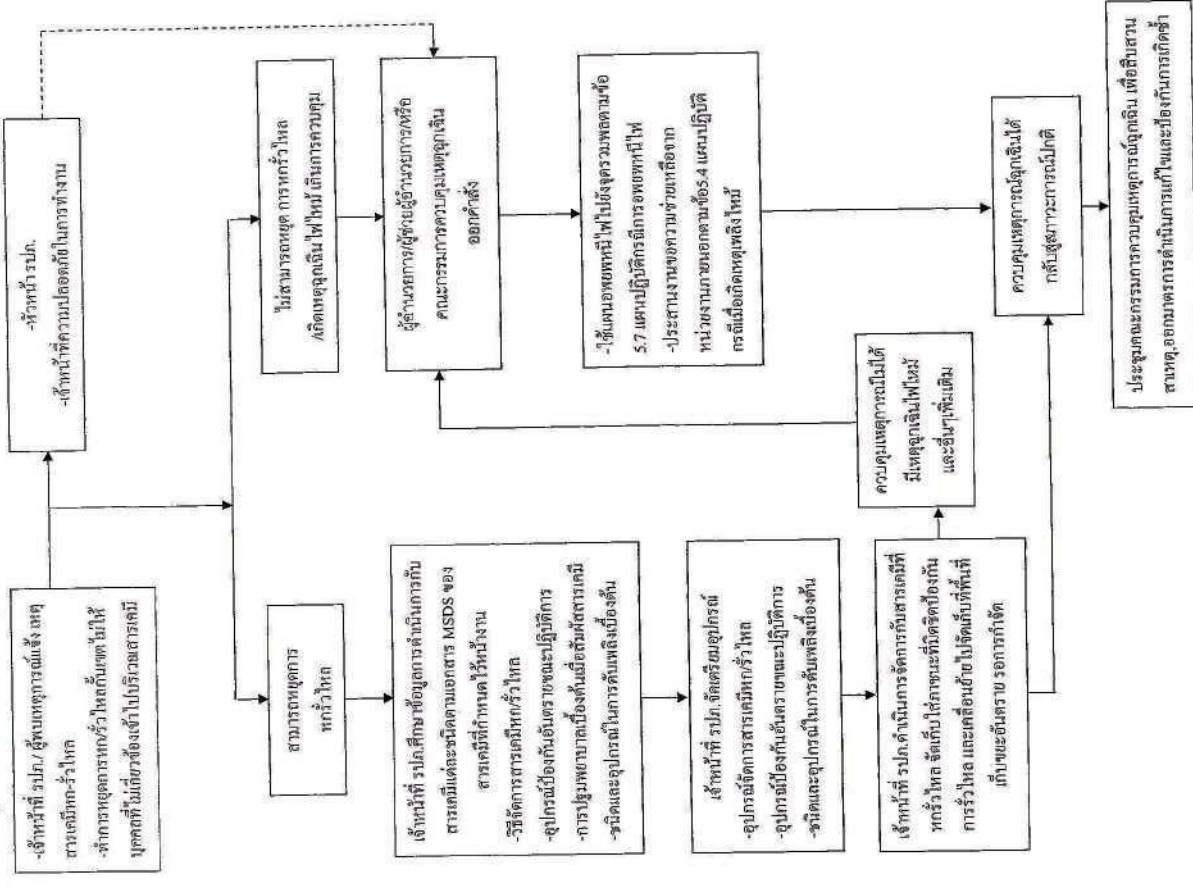 -เจ้าหน้าที่ รปภ./ ผู้พบเหตุการณ์แจ้ง เหตุ
สารเคมีหก-รั่วไหล
-ทำการหยุดการหก/รั่วไหลกั้นเขต ไม่ให้
บุคคลที่ไม่เกี่ยวข้องเข้าไปบริเวณสารเคมี
-หัวหน้า รปภ.
-เจ้าหน้าที่ความปลอดภัยในการทำงาน
สามารถหยุดการ
หกรั่วไหล
ไม่สามารถหยุด การหกรั่วไหล
/เกิดเหตุฉุกเฉิน ไฟไหม้ เกินการควบคุม
เจ้าหน้าที่ รปภ.ศึกษาข้อมูลการดำเนินการกับ
สารเคมีแต่ละชนิดตามเอกสาร MSDS ของ
สารเคมีที่กำหนดไว้หน้างาน
-วิธีจัดการสารเคมีหก/รั่วไหล
-อุปกรณ์ป้องกันอันตรายขณะปฏิบัติการ
-การปฐมพยาบาลเบื้องต้นเมื่อสัมผัสสารเคมี
-ชนิดและอุปกรณ์ในการดับเพลิงเบื้องต้น
ผู้อำนวยการ/ผู้ช่วยผู้อำนวยการ/หรือ
คณะกรรมการควบคุมเหตุฉุกเฉิน
ออกคำสั่ง
-ใช้แผนอพยพหนีไฟไปยังจุดรวมพลตามข้อ
5.7 แผนปฏิบัติกรณีการอพยพหนีไฟ
-ประสานงานขอความช่วยเหลือจาก
หน่วยงานภายนอกตามข้อ5.4 แผนปฏิบัติ
กรณีเมื่อเกิดเหตุเพลิงไหม้
เจ้าหน้าที่ รปภ.จัดเตรียมอุปกรณ์
-อุปกรณ์จัดการสารเคมีหก/รั่วไหล
-อุปกรณ์ป้องกันอันตรายขณะปฏิบัติการ
-ชนิดและอุปกรณ์ในการดับเพลิงเบื้องต้น
เจ้าหน้าที่ รปภ.ดำเนินการจัดการกับสารเคมีที่
หกรั่วไหล จัดเก็บใส่ภาชนะที่มิดชิดป้องกัน
การรั่วไหล และเคลื่อนย้ายไปจัดเก็บที่พื้นที่
เก็บขยะอันตราย รอการกำจัด
ควบคุมเหตุการณ์ไม่ได้
มีเหตุฉุกเฉินไฟไหม้
และอื่นๆเพิ่มเติม
ควบคุมเหตุการณ์ฉุกเฉินได้
กลับสู่สภาวะการณ์ปกติ
ประชุมคณะกรรมการควบคุมเหตุการณ์ฉุกเฉิน เพื่อสืบสวน
สาเหตุ,ออกมาตรการดำเนินการแก้ไขและป้องกันการเกิดซ้ำ